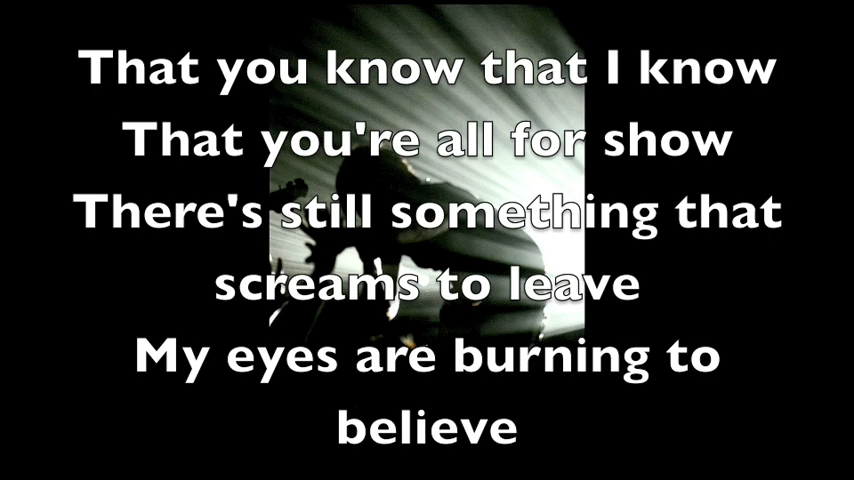 That you know that I know
That you're all for show
There's still something that
screams to leave
My eyes are burning to
believe